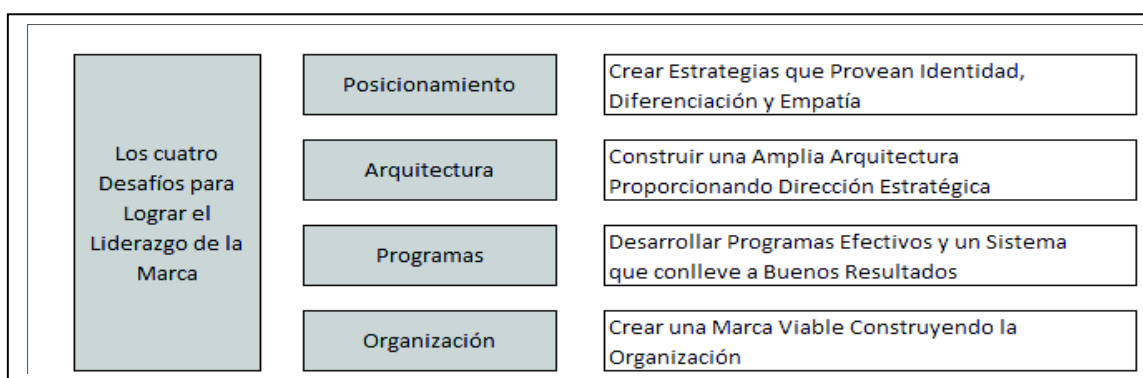 Los cuatro
Desafíos para
Lograr el
Liderazgo de la
Marca
Posicionamiento
Crear Estrategias que Provean Identidad,
Diferenciación y Empatía
Arquitectura
Construir una Amplia Arquitectura
Proporcionando Dirección Estratégica
Programas
Desarrollar Programas Efectivos y un Sistema
que conlleve a Buenos Resultados
Organización
Crear una Marca Viable Construyendo la
Organización